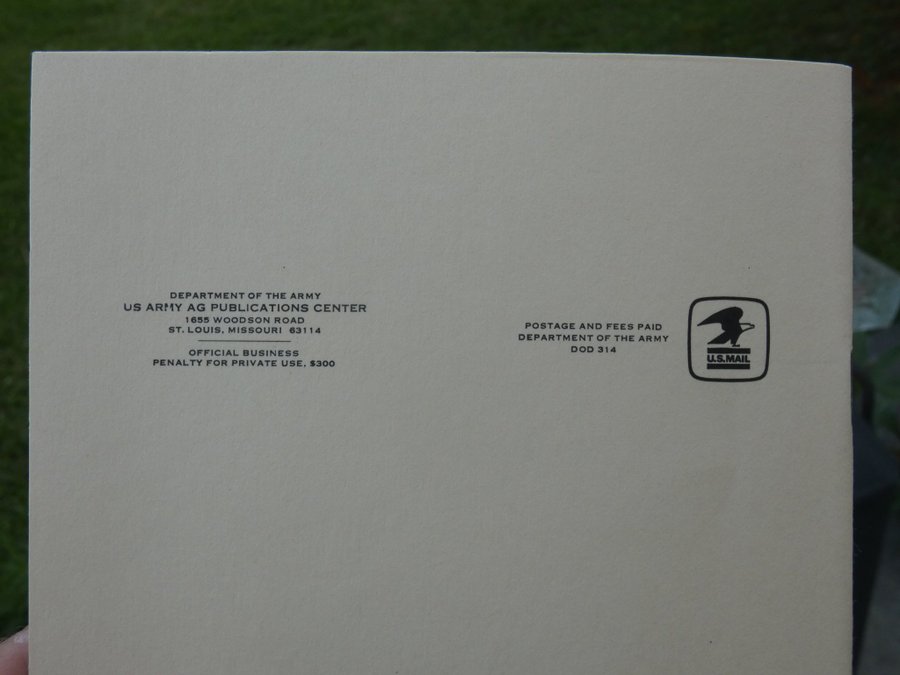 DEPARTMENT OF THE ARMY
US ARMY AG PUBLICATIONS CENTER
1655 WOODSON ROAD
ST. LOUIS, MISSOURI 63114
OFFICIAL BUSINESS
PENALTY FOR PRIVATE USE, $300
POSTAGE AND FEES PAID
DEPARTMENT OF THE ARMY
DOD 314
U.S.MAIL